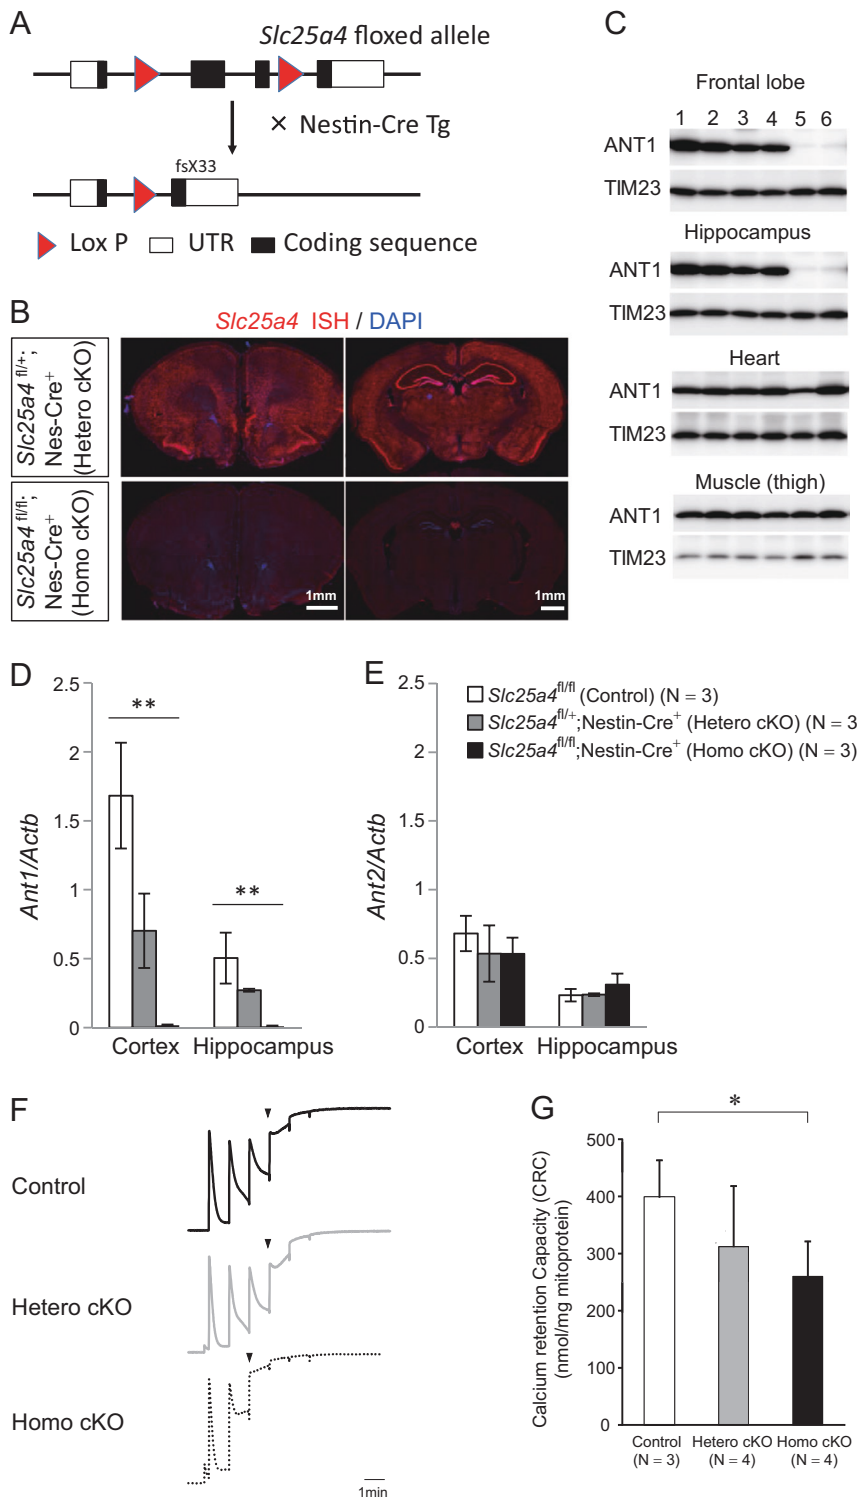 A
Slc25a4 floxed allele
× Nestin-Cre Tg
fsX33
Lox P UTR Coding sequence
B
Slc25a4 ISH / DAPI
Slc25a4 fl/+;
Nes-Cre+
(Hetero cKO)
Slc25a4 fl/fl;
Nes-Cre+
(Homo cKO)
1mm
1mm
C
Frontal lobe
1 2 3 4 5 6
ANT1
TIM23
Hippocampus
ANT1
TIM23
Heart
ANT1
TIM23
Muscle (thigh)
ANT1
TIM23
D
Ant1/Actb
2.5
2
1.5
1
0.5
0
**
**
Cortex Hippocampus
E
Ant2/Actb
2.5
2
1.5
1
0.5
0
Slc25a4fl/fl (Control) (N = 3)
Slc25a4fl/+;Nestin-Cre+ (Hetero cKO) (N = 3
Slc25a4fl/fl;Nestin-Cre+ (Homo cKO) (N = 3)
Cortex Hippocampus
F
Control
Hetero cKO
Homo cKO
1min
G
*
Calcium retention Capacity (CRC)
(nmol/mg mitoprotein)
500
400
300
200
100
0
Control Hetero cKO Homo cKO
(N = 3) (N = 4) (N = 4)